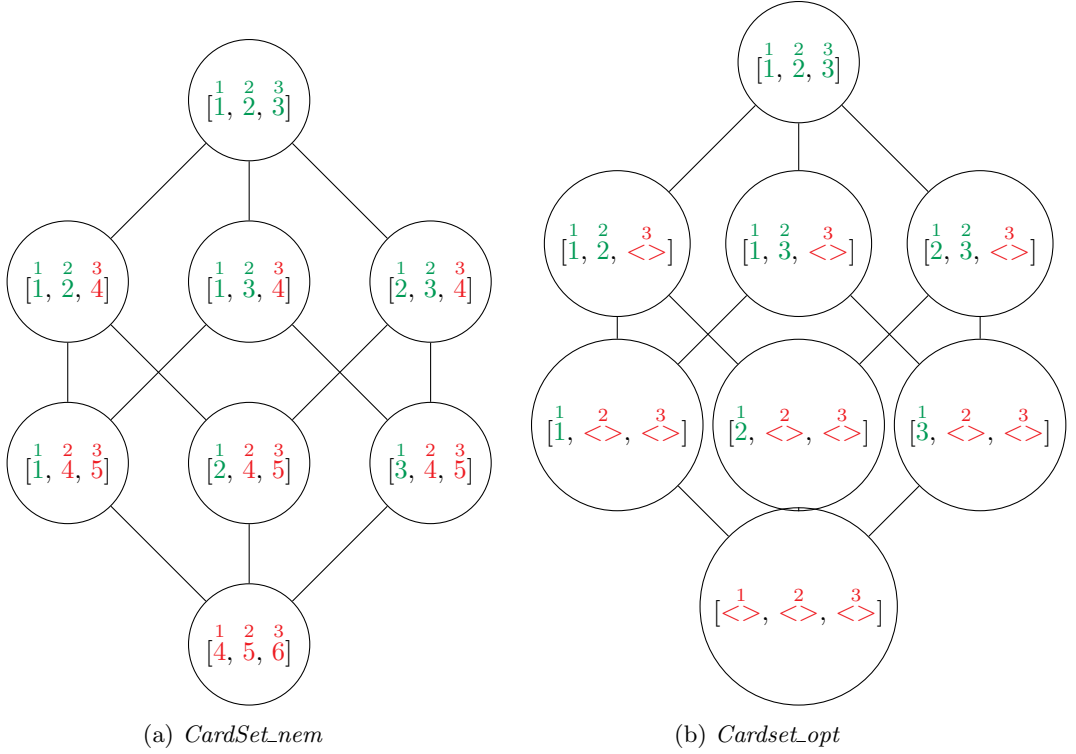 1 2 3
[1, 2, 3]
1 2 3
[1, 2, 4]
1 2 3
[1, 3, 4]
1 2 3
[2, 3, 4]
1 2 3
[1, 4, 5]
1 2 3
[2, 4, 5]
1 2 3
[3, 4, 5]
1 2 3
[4, 5, 6]
(a) CardSet_nem
1 2 3
[1, 2, 3]
1 2 3
[1, 2, <>]
1 2 3
[1, 3, <>]
1 2 3
[2, 3, <>]
1 2 3
[1, <>, <>]
1 2 3
[2, <>, <>]
1 2 3
[3, <>, <>]
1 2 3
[<>, <>, <>]
(b) Cardset_opt